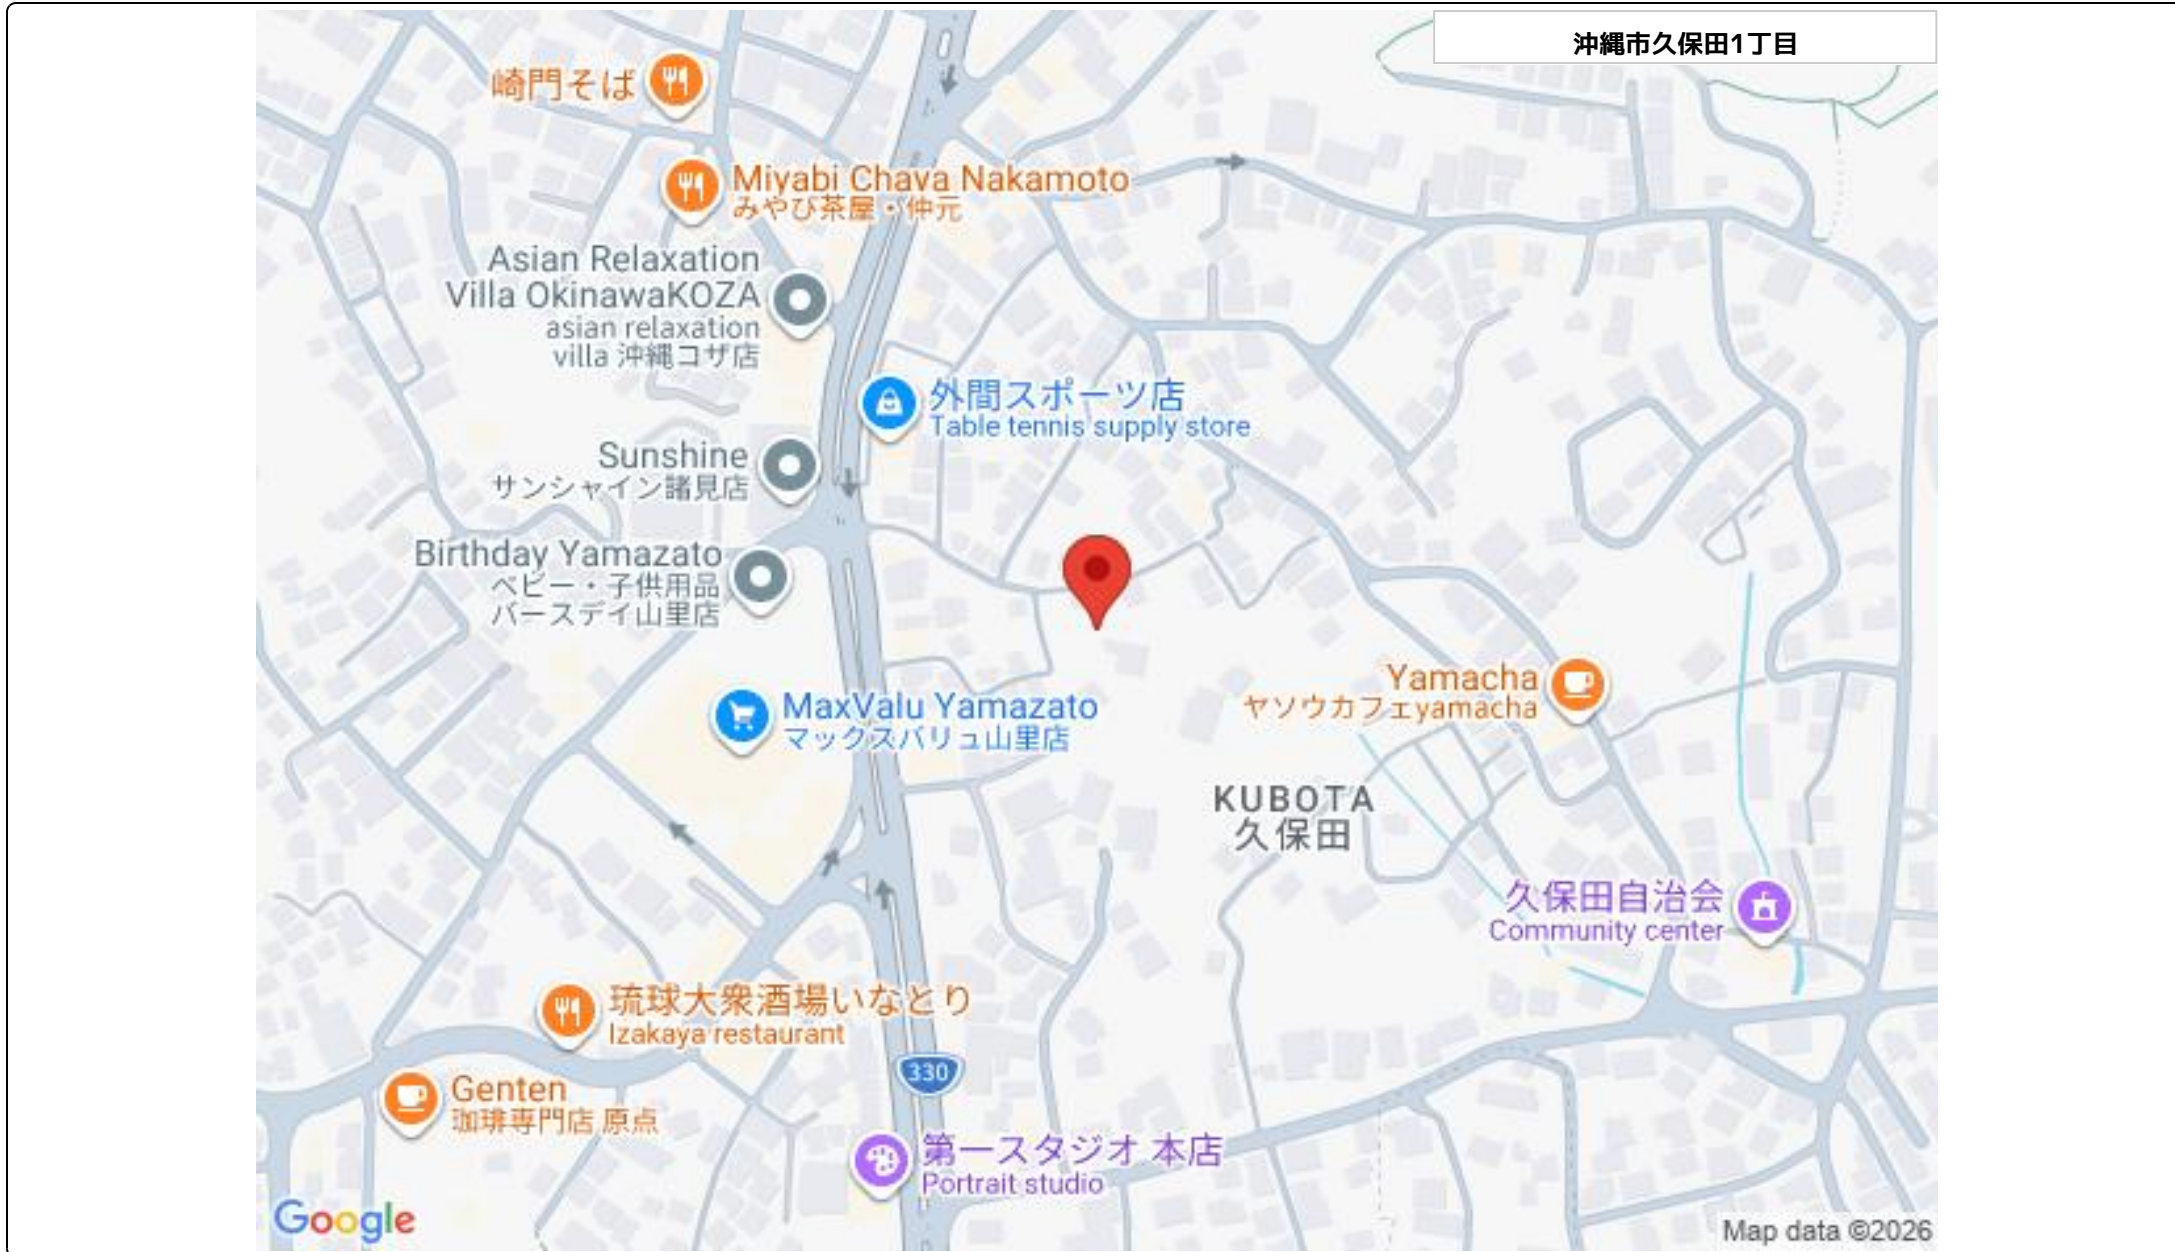 沖縄市久保田1丁目
崎門そば
Miyabi Chaya Nakamoto
みやび茶屋・仲元
Asian Relaxation
Villa OkinawaKOZA
asian relaxation
villa 沖縄コザ店
外間スポーツ店
Table tennis supply store
Sunshine
サンシャイン諸見店
Birthday Yamazato
ベビー・子供用品
バースデイ山里店
MaxValu Yamazato
マックスバリュ山里店
Yamacha
ヤソウカフェyamacha
KUBOTA
久保田
久保田自治会
Community center
琉球大衆酒場いなとり
Izakaya restaurant
330
Genten
珈琲専門店 原点
第一スタジオ 本店
Portrait studio
Google
Map data ©2026